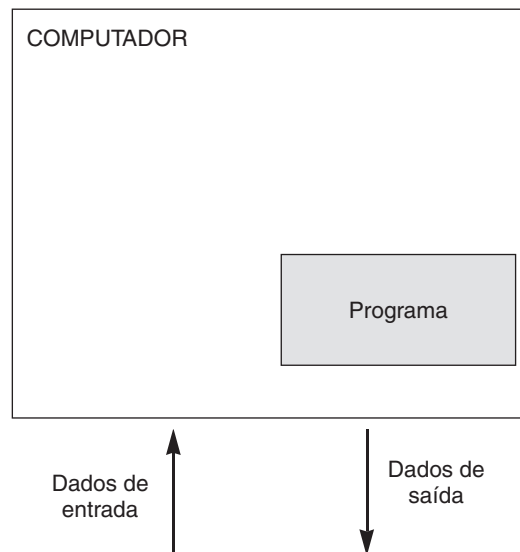 COMPUTADOR
Programa
Dados de
entrada
Dados de
saída